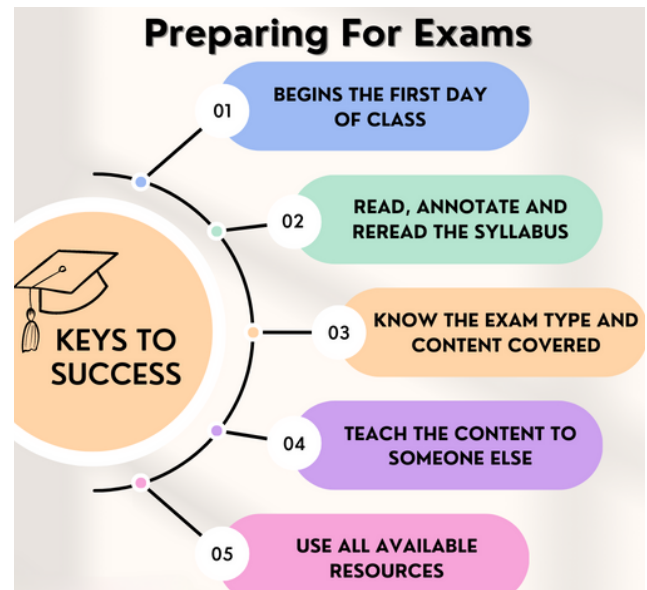 Preparing For Exams
01
BEGINS THE FIRST DAY
OF CLASS
02
READ, ANNOTATE AND
REREAD THE SYLLABUS
KEYS TO
SUCCESS
03
KNOW THE EXAM TYPE AND
CONTENT COVERED
04
TEACH THE CONTENT TO
SOMEONE ELSE
05
USE ALL AVAILABLE
RESOURCES